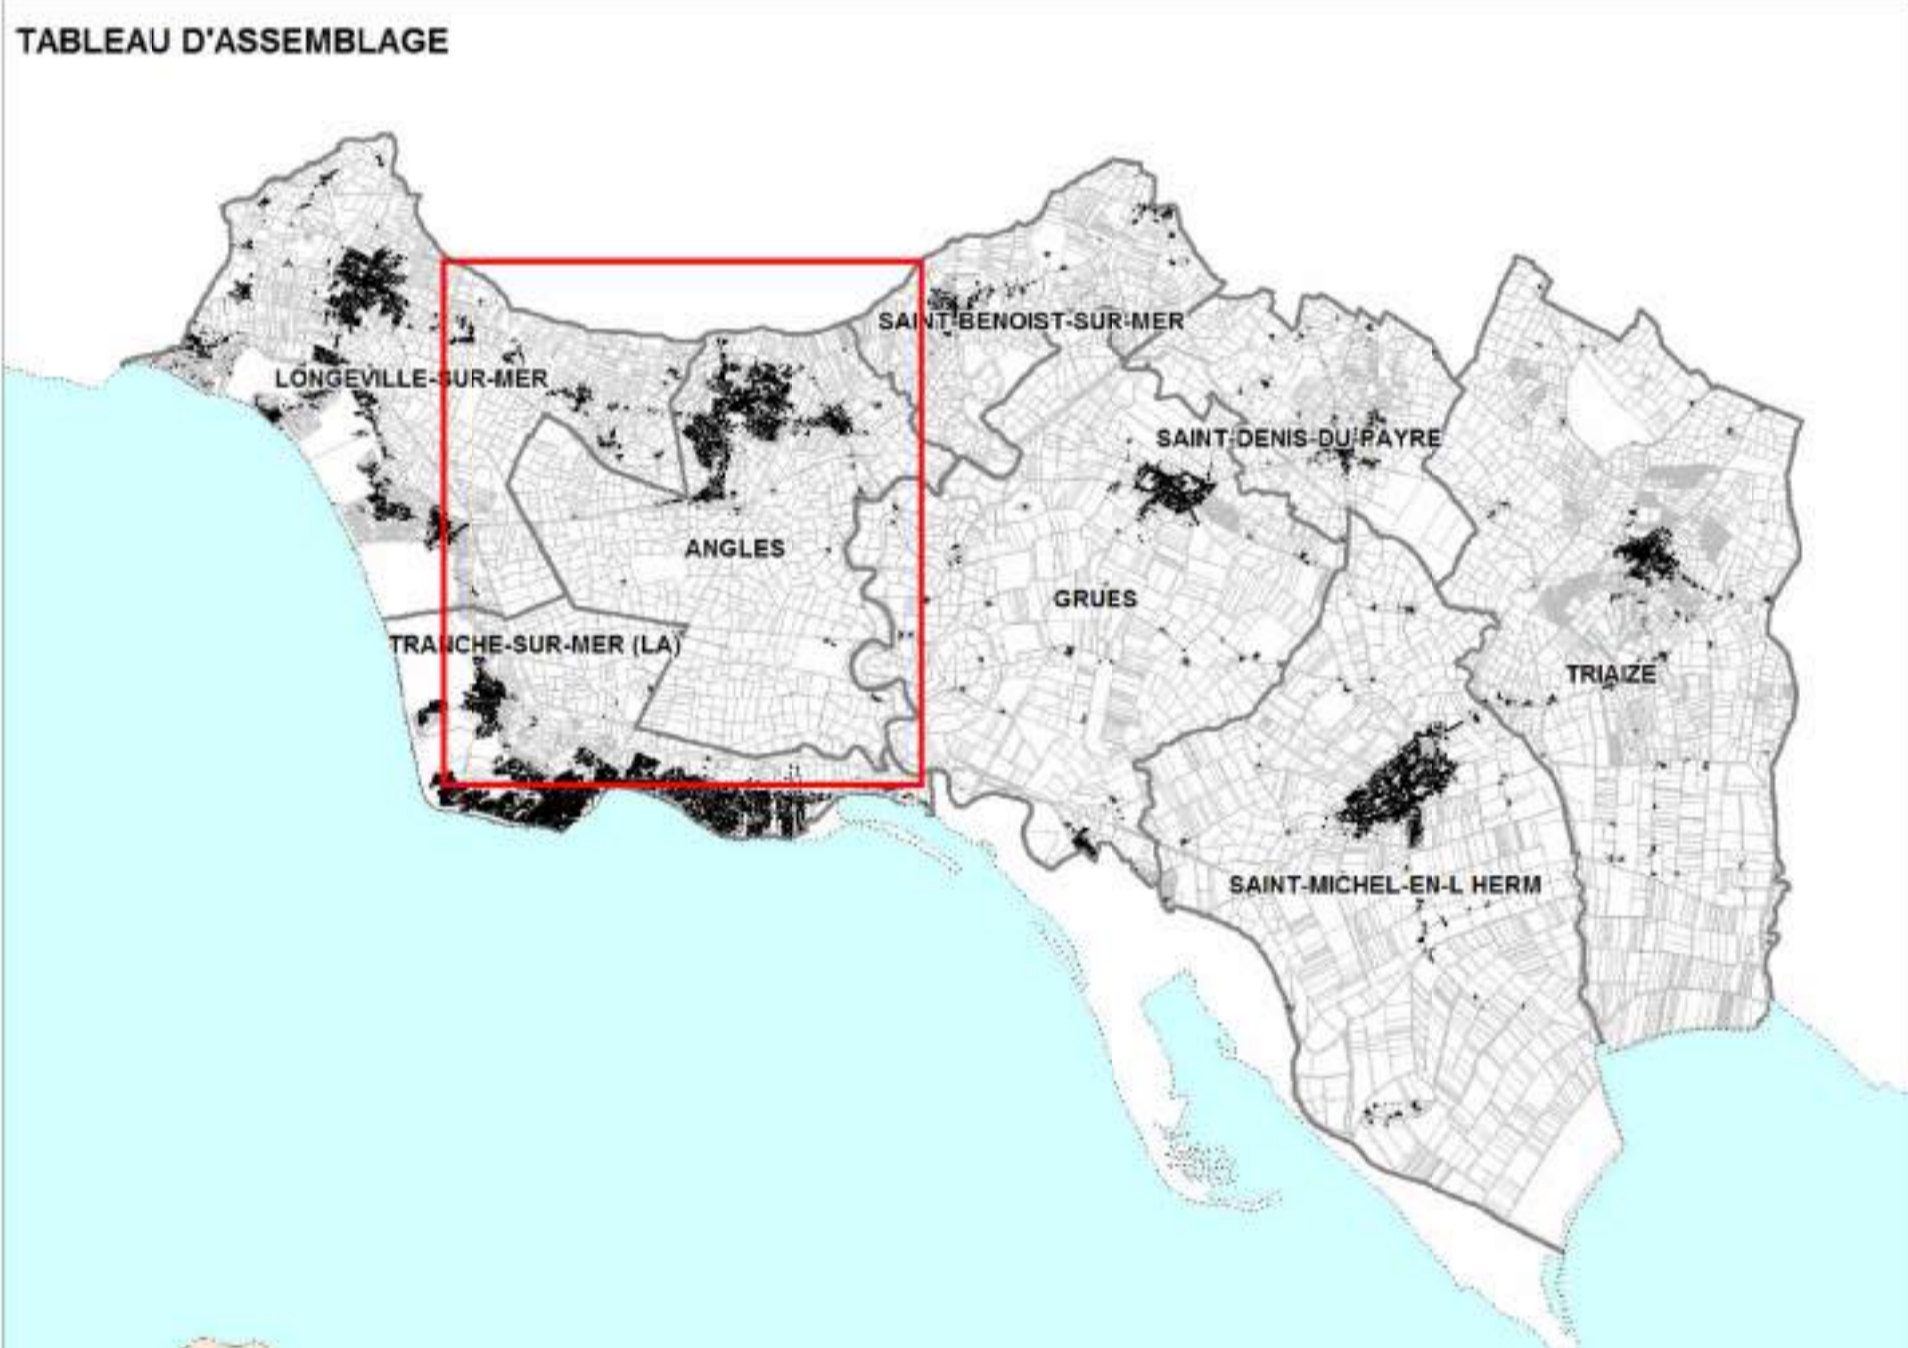 TABLEAU D'ASSEMBLAGE
SAINT-BENOIST-SUR-MER
LONGEVILLE-SUR-MER
SAINT-DENIS-DU-PAYRE
ANGLES
GRUES
TRANCHE-SUR-MER (LA)
TRIAIZE
SAINT-MICHEL-EN-L HERM